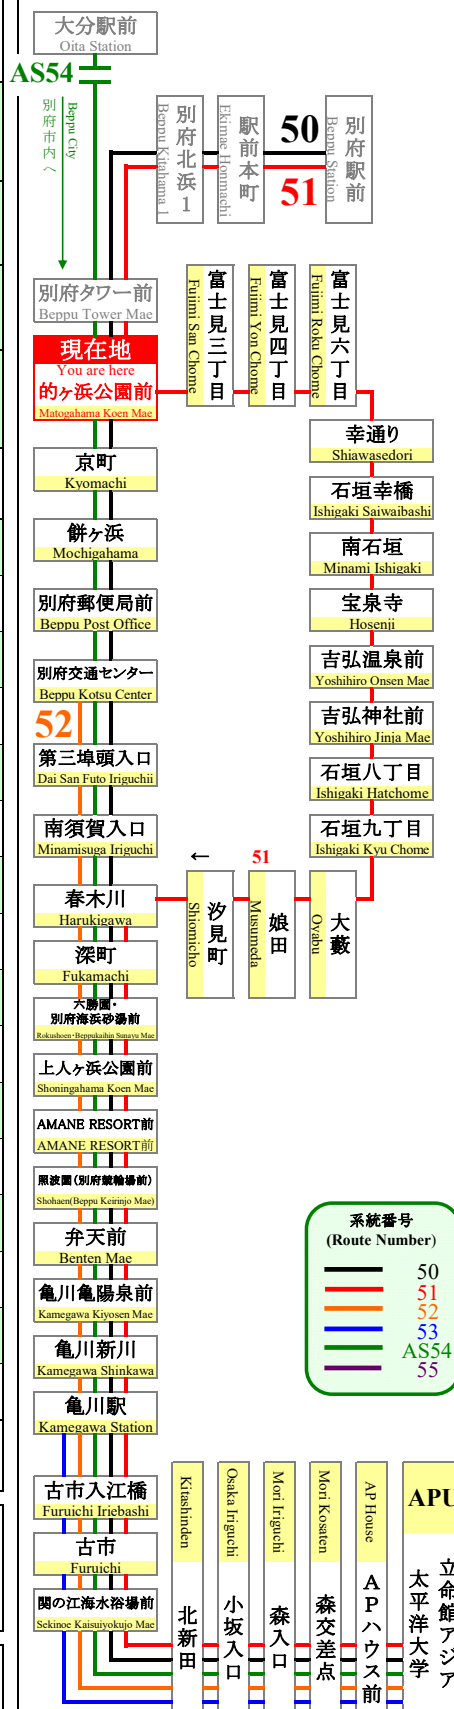 大分駅前
Oita Station
AS54
Beppu City
別府市内へ
別府北浜1
Beppu Kitahama 1
駅前本町
Ekimae Honmachi
50
51
別府駅前
Beppu Station
別府タワー前
Beppu Tower Mae
現在地
You are here
的ヶ浜公園前
Matogahama Koen Mae
富士見三丁目
Fujimi San Chome
富士見四丁目
Fujimi Yon Chome
富士見六丁目
Fujimi Roku Chome
幸通り
Shiawasedori
石垣幸橋
Ishigaki Saiwaibashi
南石垣
Minami Ishigaki
宝泉寺
Hosenji
吉弘温泉前
Yoshihiro Onsen Mae
吉弘神社前
Yoshihiro Jinja Mae
石垣八丁目
Ishigaki Hatchome
石垣九丁目
Ishigaki Kyu Chome
京町
Kyomachi
餅ヶ浜
Mochigahama
別府郵便局前
Beppu Post Office
別府交通センター
Beppu Kotsu Center
52
第三埠頭入口
Dai San Futo Iriguchii
南須賀入口
Minamisuga Iriguchi
← 51
春木川
Harukigawa
汐見町
Shiomicho
娘田
Musumeda
大藪
Oyabu
深町
Fukamachi
六勝園・
別府海浜砂湯前
Rokushoen・Beppukaihin Sunayu Mae
上人ヶ浜公園前
Shoningahama Koen Mae
AMANE RESORT前
AMANE RESORT前
照波園(別府競輪場前)
Shohaen(Beppu Keirinjo Mae)
弁天前
Benten Mae
亀川亀陽泉前
Kamegawa Kiyosen Mae
亀川新川
Kamegawa Shinkawa
亀川駅
Kamegawa Station
系統番号
(Route Number)
50
51
52
53
AS54
55
古市入江橋
Furuichi Iriebashi
古市
Furuichi
関の江海水浴場前
Sekinoe Kaisuiyokujo Mae
Kitashinden
北新田
Osaka Iriguchi
小坂入口
Mori Iriguchi
森入口
Mori Kosaten
森交差点
AP House
APハウス前
APU
立命館アジア
太平洋大学